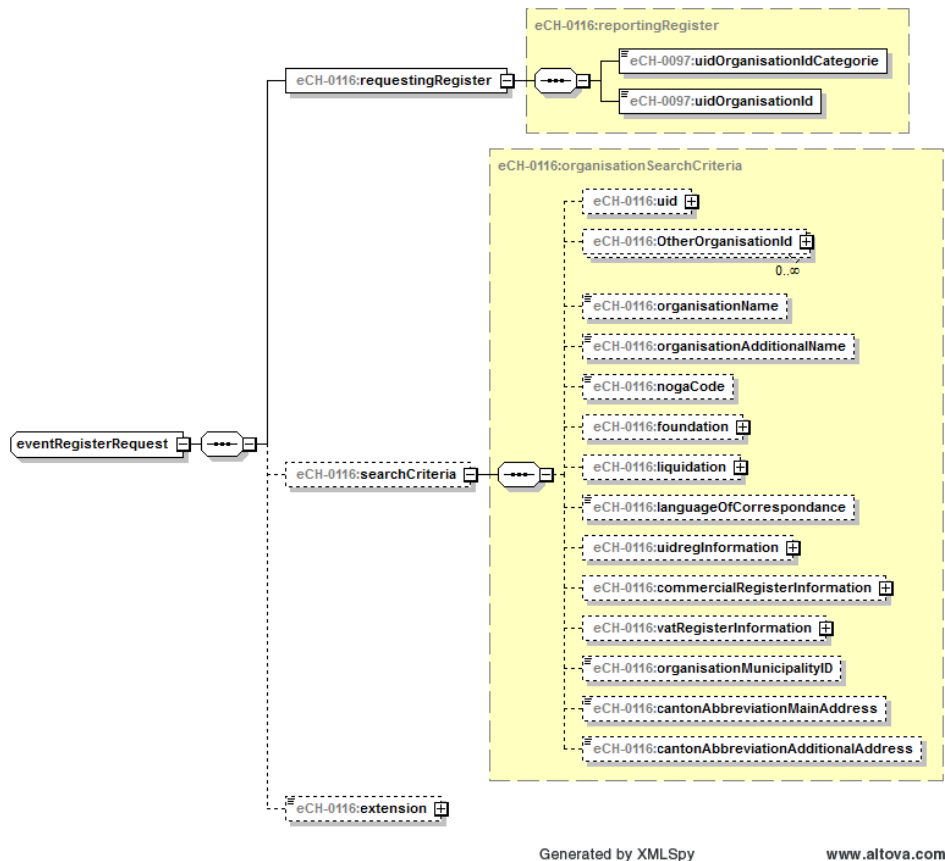 eCH-0116:reportingRegister
eCH-0116:requestingRegister
eCH-0097:uidOrganisationIdCategorie
eCH-0097:uidOrganisationId
eCH-0116:organisationSearchCriteria
eCH-0116:uid
eCH-0116:OtherOrganisationId
0..∞
eCH-0116:organisationName
eCH-0116:organisationAdditionalName
eCH-0116:nogaCode
eCH-0116:foundation
eventRegisterRequest
eCH-0116:searchCriteria
eCH-0116:liquidation
eCH-0116:languageOfCorrespondance
eCH-0116:uidregInformation
eCH-0116:commercialRegisterInformation
eCH-0116:vatRegisterInformation
eCH-0116:organisationMunicipalityID
eCH-0116:cantonAbbreviationMainAddress
eCH-0116:cantonAbbreviationAdditionalAddress
eCH-0116:extension
Generated by XMLSpy
www.altova.com